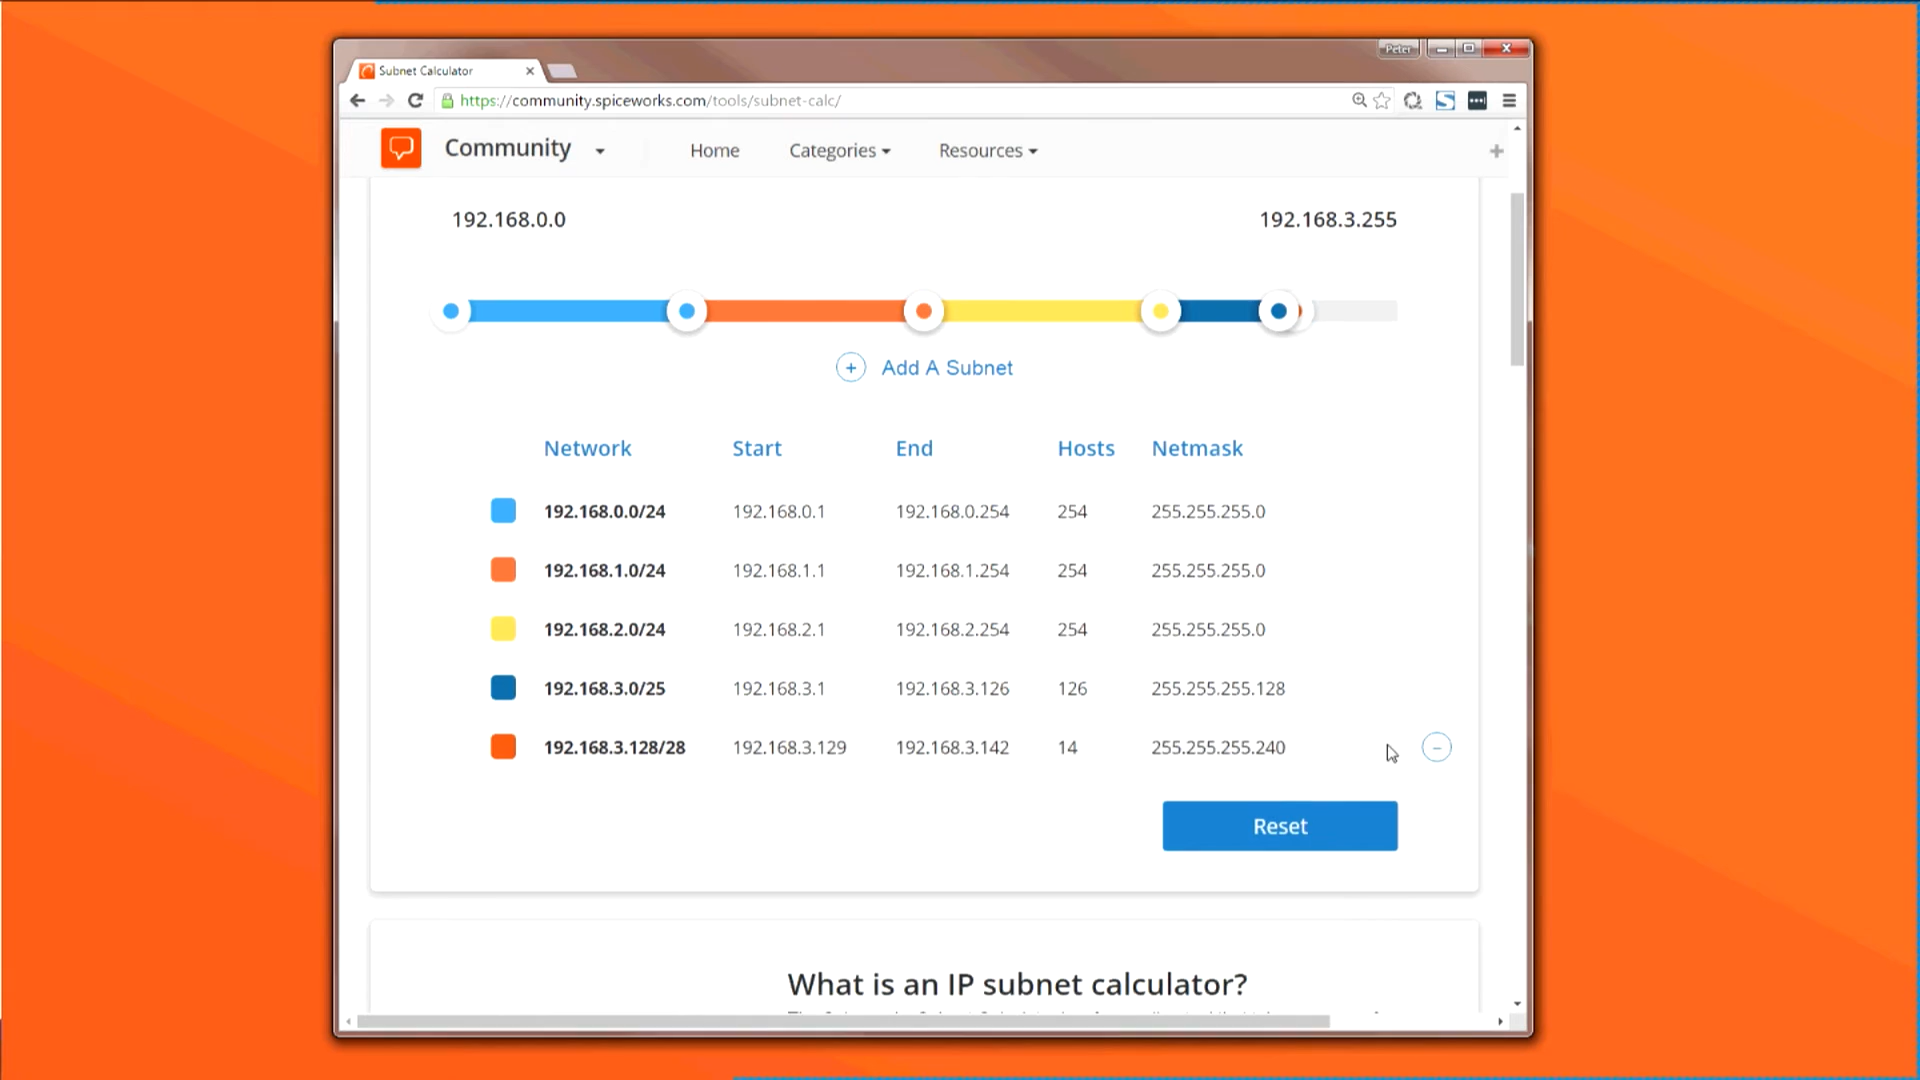 Peter
Subnet Calculator
https://community.spiceworks.com/tools/subnet-calc/
Community Home Categories Resources
192.168.0.0 192.168.3.255
Add A Subnet
Network Start End Hosts Netmask
192.168.0.0/24 192.168.0.1 192.168.0.254 254 255.255.255.0
192.168.1.0/24 192.168.1.1 192.168.1.254 254 255.255.255.0
192.168.2.0/24 192.168.2.1 192.168.2.254 254 255.255.255.0
192.168.3.0/25 192.168.3.1 192.168.3.126 126 255.255.255.128
192.168.3.128/28 192.168.3.129 192.168.3.142 14 255.255.255.240
Reset
What is an IP subnet calculator?